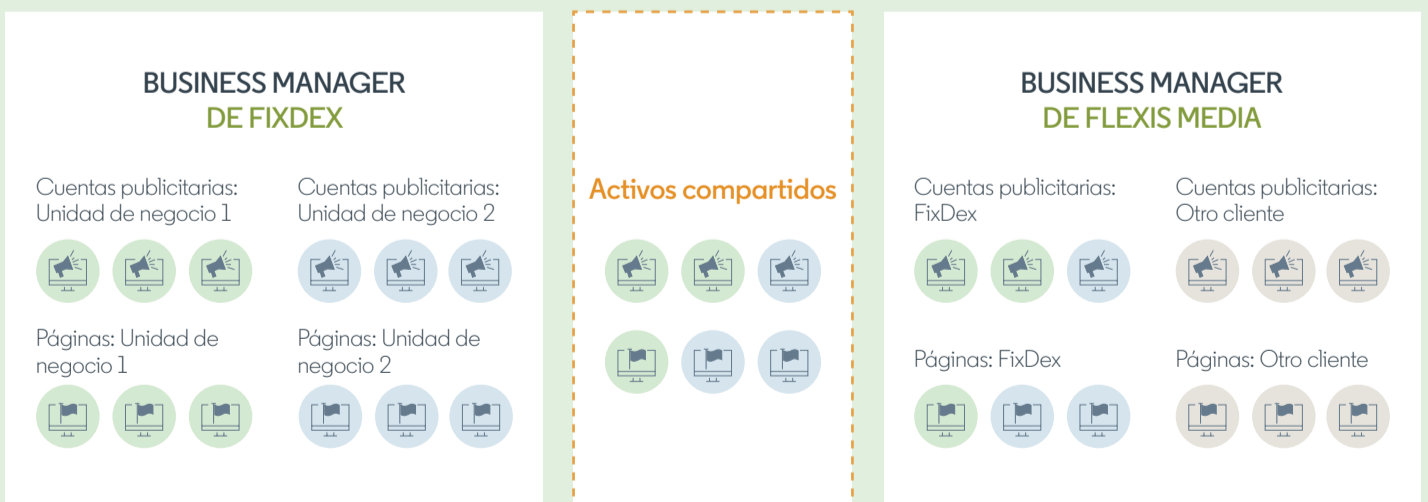 BUSINESS MANAGER
DE FIXDEX
Cuentas publicitarias:
Unidad de negocio 1
Cuentas publicitarias:
Unidad de negocio 2
Páginas: Unidad de
negocio 1
Páginas: Unidad de
negocio 2
Activos compartidos
BUSINESS MANAGER
DE FLEXIS MEDIA
Cuentas publicitarias:
FixDex
Cuentas publicitarias:
Otro cliente
Páginas: FixDex
Páginas: Otro cliente